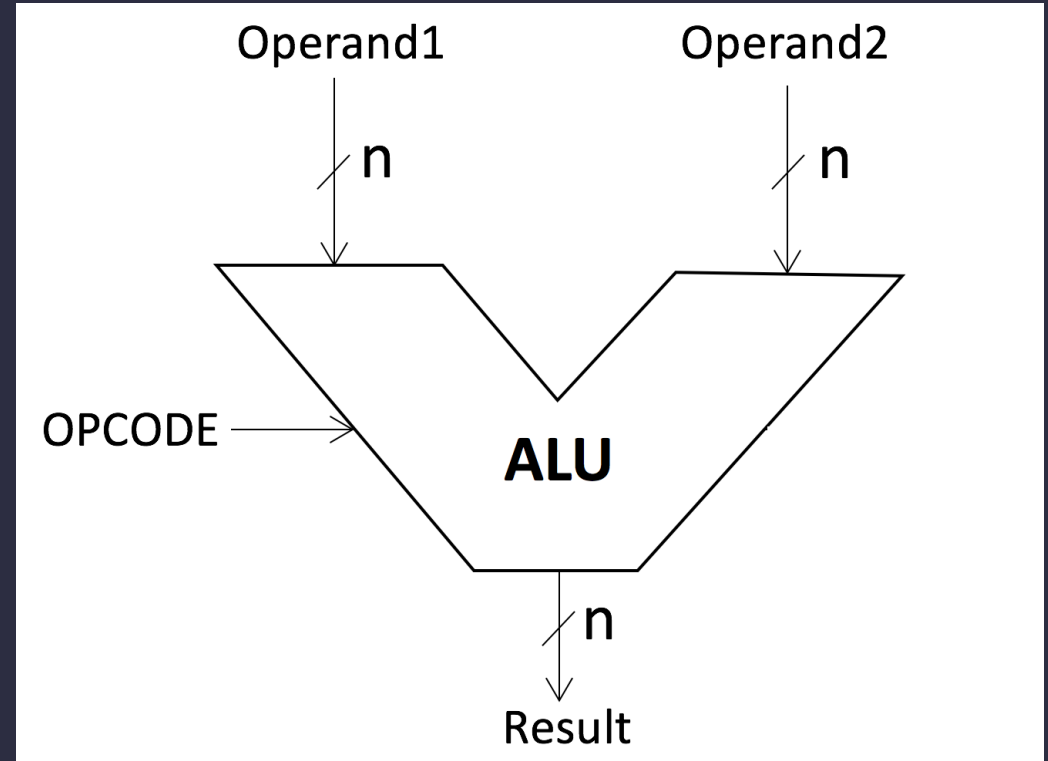 Operand1
Operand2
n
n
OPCODE
ALU
n
Result